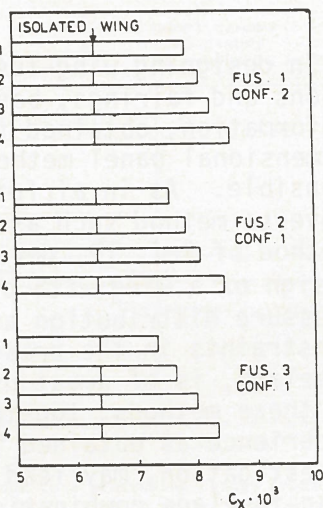 ISOLATED WING
2
FUS. 1
3
CONF. 2
4
1
2
FUS. 2
3
CONF. 1
4
1
2
FUS. 3
3
CONF. 1
4
5 6 7 8 9 10
Cx · 10³